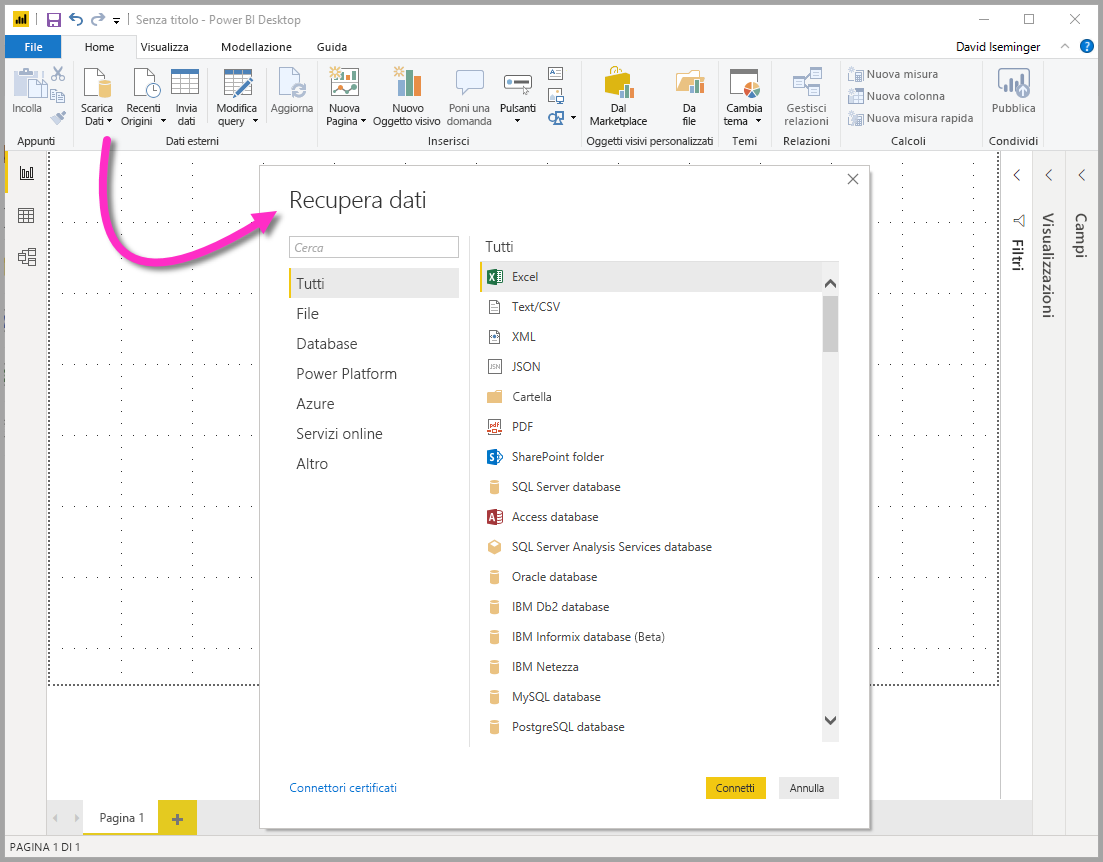 Senza titolo - Power BI Desktop
File
Home
Visualizza
Modellazione
Guida
David Iseminger
?
Incolla
Scarica
Dati
Recenti
Origini
Invia
dati
Modifica
query
Aggiorna
Nuova
Pagina
Nuovo
Oggetto visivo
Poni una
domanda
Pulsanti
Dal
Marketplace
Da
file
Cambia
tema
Gestisci
relazioni
Nuova misura
Nuova colonna
Nuova misura rapida
Pubblica
Appunti
Dati esterni
Inserisci
Oggetti visivi personalizzati
Temi
Relazioni
Calcoli
Condividi
Recupera dati
Cerca
Tutti
File
Database
Power Platform
Azure
Servizi online
Altro
Tutti
Excel
Text/CSV
XML
JSON
Cartella
PDF
SharePoint folder
SQL Server database
Access database
SQL Server Analysis Services database
Oracle database
IBM Db2 database
IBM Informix database (Beta)
IBM Netezza
MySQL database
PostgreSQL database
Connettori certificati
Connetti
Annulla
Filtri
Visualizzazioni
Campi
Pagina 1
PAGINA 1 DI 1